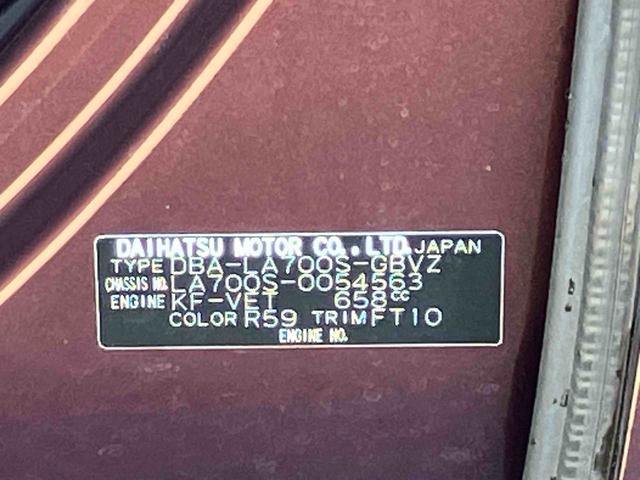 DAIHATSU MOTOR CO., LTD. JAPAN
TYPE DBA-LA700S-GBVZ
CHASSIS NO. LA700S-0054563
ENGINE KF-VET 658cc
COLOR R59 TRIM FT10
ENGINE NO.